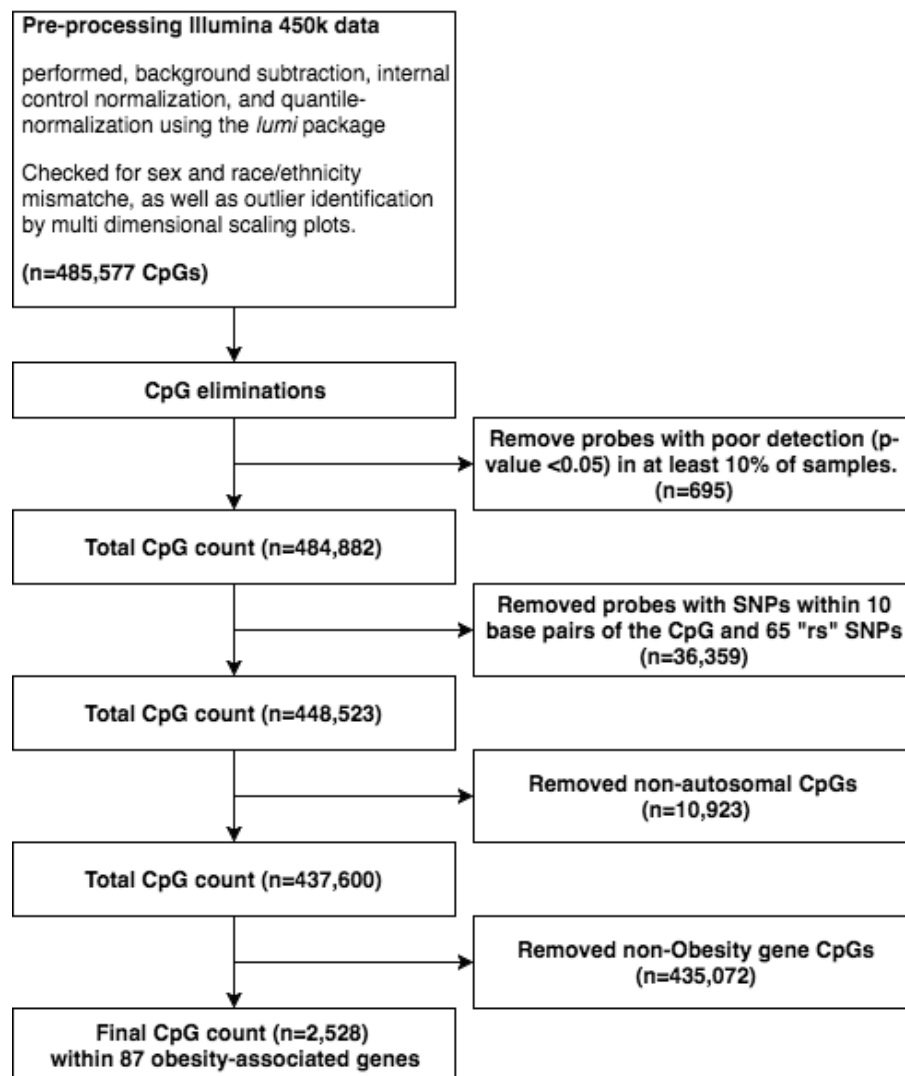 Pre-processing Illumina 450k data
performed, background subtraction, internal
control normalization, and quantile-
normalization using the lumi package
Checked for sex and race/ethnicity
mismatche, as well as outlier identification
by multi dimensional scaling plots.
(n=485,577 CpGs)
CpG eliminations
Remove probes with poor detection (p-
value <0.05) in at least 10% of samples.
(n=695)
Total CpG count (n=484,882)
Removed probes with SNPs within 10
base pairs of the CpG and 65 "rs" SNPs
(n=36,359)
Total CpG count (n=448,523)
Removed non-autosomal CpGs
(n=10,923)
Total CpG count (n=437,600)
Removed non-Obesity gene CpGs
(n=435,072)
Final CpG count (n=2,528)
within 87 obesity-associated genes